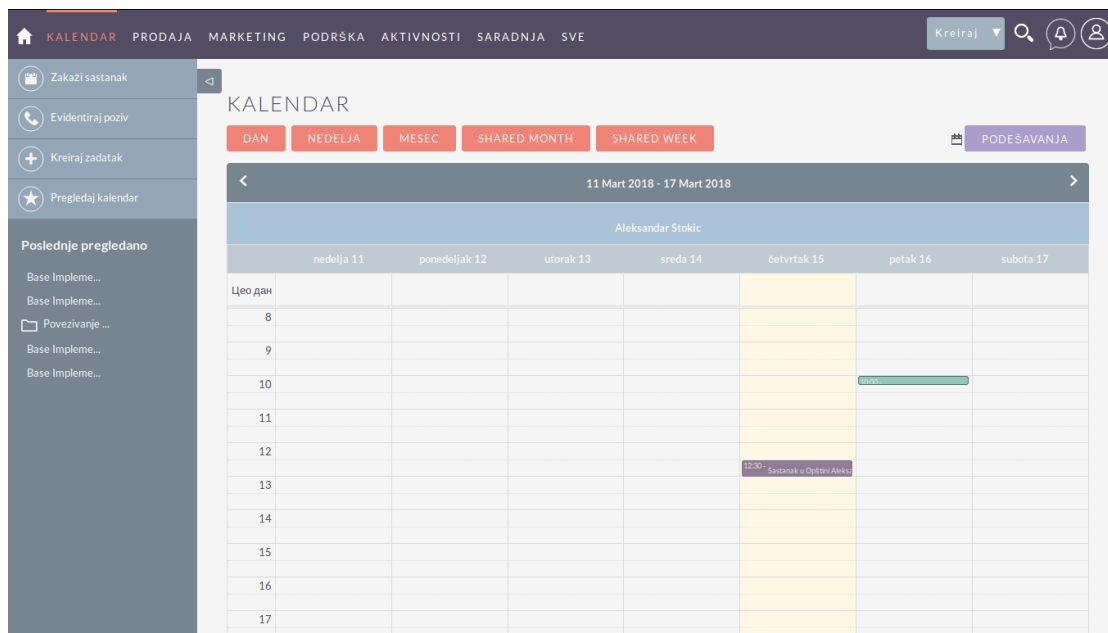 KALENDAR PRODAJA MARKETING PODRŠKA AKTIVNOSTI SARADNJA SVE Kreiraj
Zakaži sastanak
Evidentiraj poziv
Kreiraj zadatak
Pregledaj kalendar
Poslednje pregledano
Base Impleme...
Base Impleme...
Povezivanje ...
Base Impleme...
Base Impleme...
KALENDAR
DAN NEDELJA MESEC SHARED MONTH SHARED WEEK PODEŠAVANJA
11 Mart 2018 - 17 Mart 2018
Aleksandar Stokic
nedelja 11 ponedeljak 12 utorak 13 sreda 14 četvrtak 15 petak 16 subota 17
Цео дан
8
9
10
10:00 -
11
12
12:30 - Sastanak u Opštini Aleksa
13
14
15
16
17